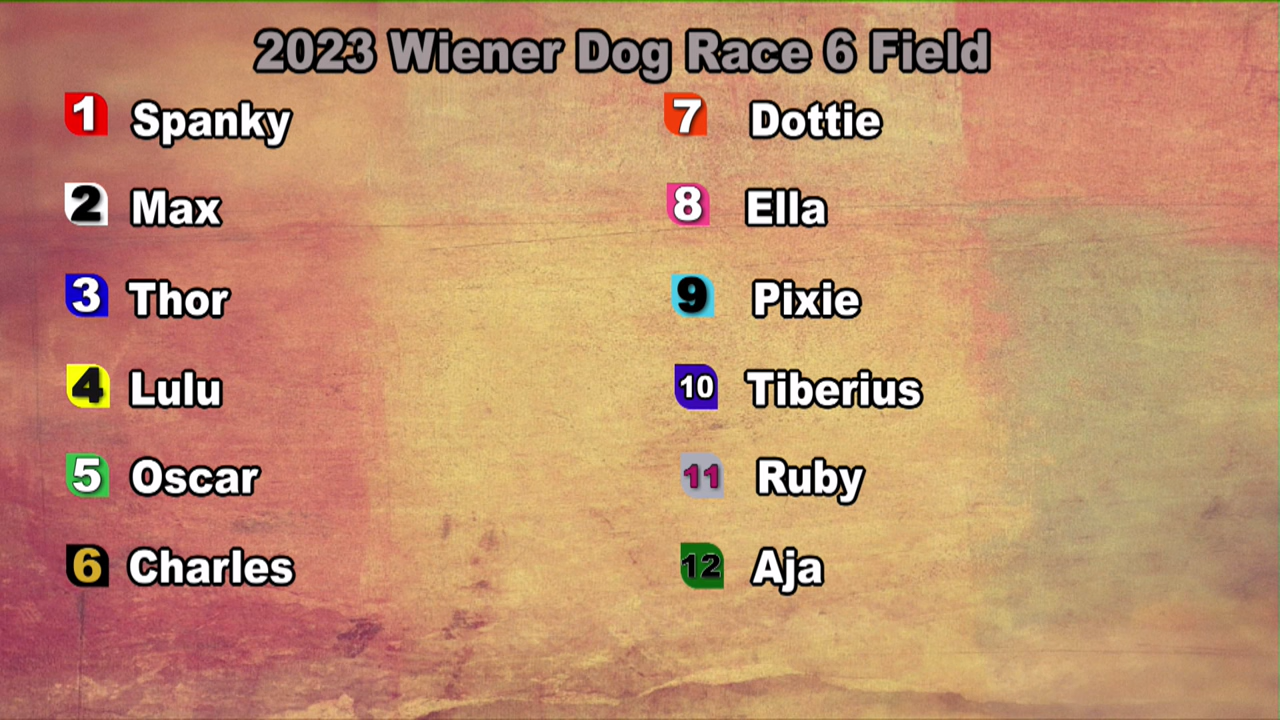 2023 Wiener Dog Race 6 Field
1 Spanky
2 Max
3 Thor
4 Lulu
5 Oscar
6 Charles
7 Dottie
8 Ella
9 Pixie
10 Tiberius
11 Ruby
12 Aja